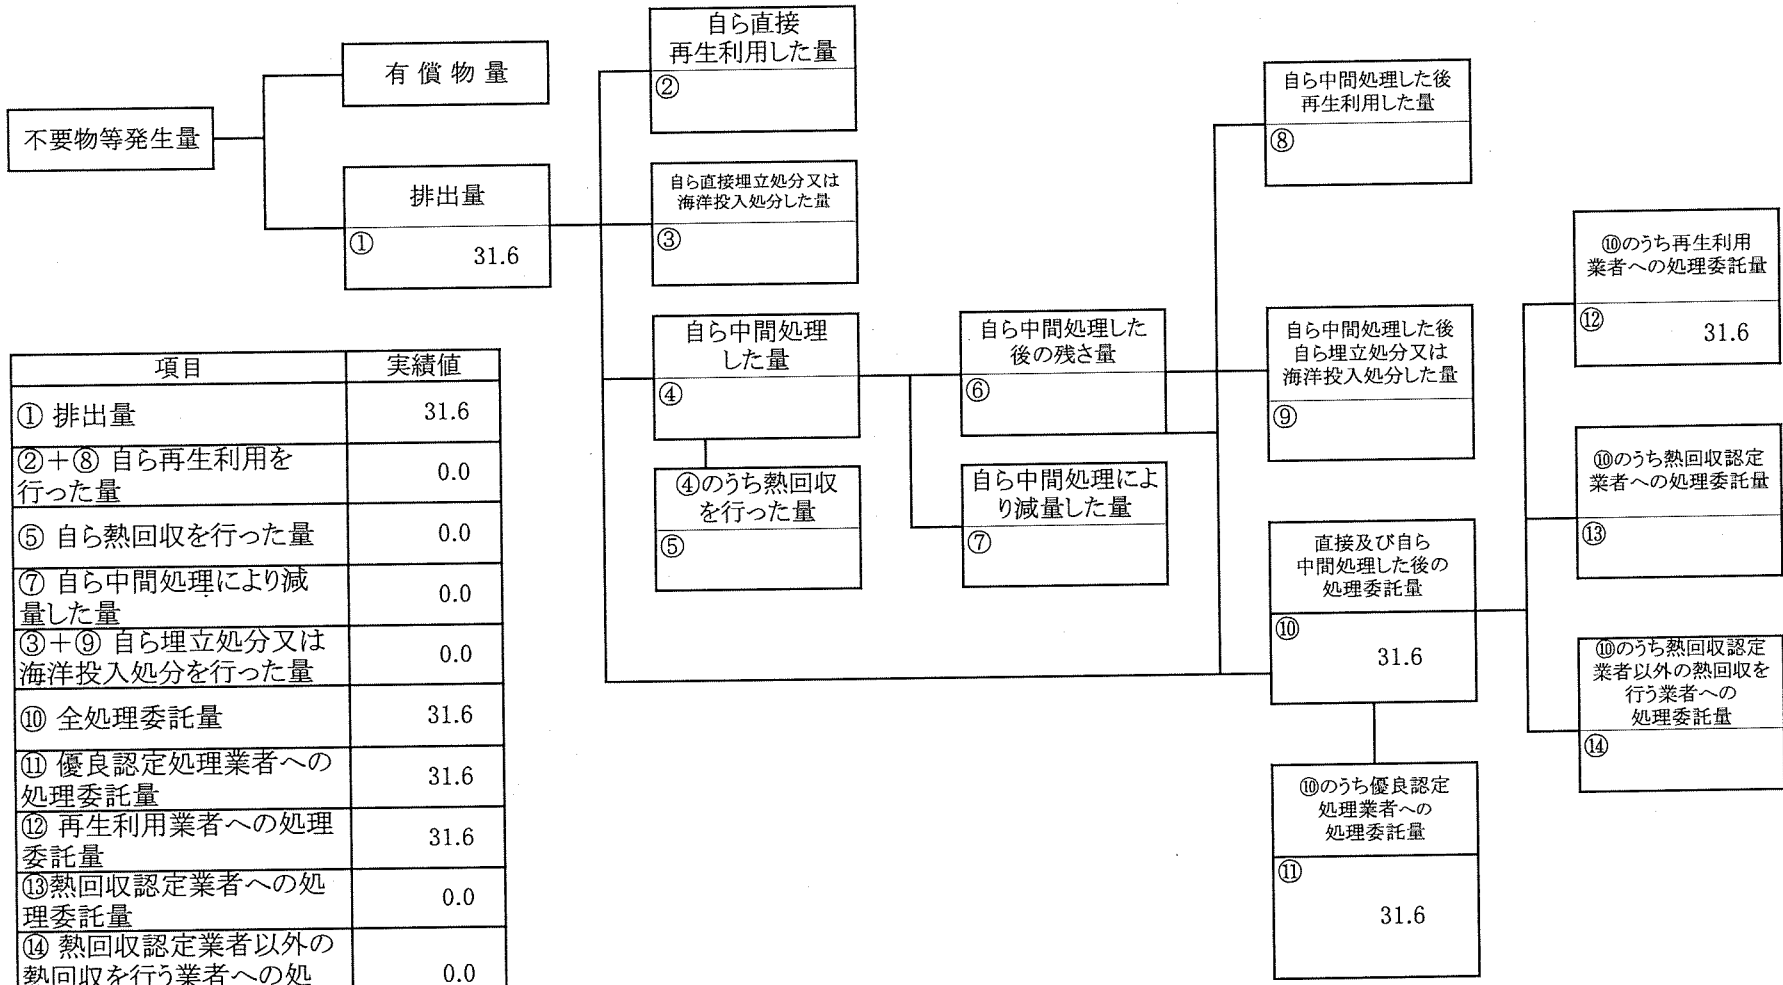 不要物等発生量
有償物量
排出量
①
31.6
自ら直接
再生利用した量
②
自ら直接埋立処分又は
海洋投入処分した量
③
自ら中間処理
した量
④
④のうち熱回収
を行った量
⑤
自ら中間処理した
後の残さ量
⑥
自ら中間処理によ
り減量した量
⑦
自ら中間処理した後
再生利用した量
⑧
自ら中間処理した後
自ら埋立処分又は
海洋投入処分した量
⑨
直接及び自ら
中間処理した後の
処理委託量
⑩
31.6
⑩のうち優良認定
処理業者への
処理委託量
⑪
31.6
⑩のうち再生利用
業者への処理委託量
⑫
31.6
⑩のうち熱回収認定
業者への処理委託量
⑬
⑩のうち熱回収認定
業者以外の熱回収を
行う業者への
処理委託量
⑭
項目 実績値
① 排出量 31.6
②+⑧ 自ら再生利用を
行った量 0.0
⑤ 自ら熱回収を行った量 0.0
⑦ 自ら中間処理により減
量した量 0.0
③+⑨ 自ら埋立処分又は
海洋投入処分を行った量 0.0
⑩ 全処理委託量 31.6
⑪ 優良認定処理業者への
処理委託量 31.6
⑫ 再生利用業者への処理
委託量 31.6
⑬熱回収認定業者への処
理委託量 0.0
⑭ 熱回収認定業者以外の
熱回収を行う業者への処 0.0